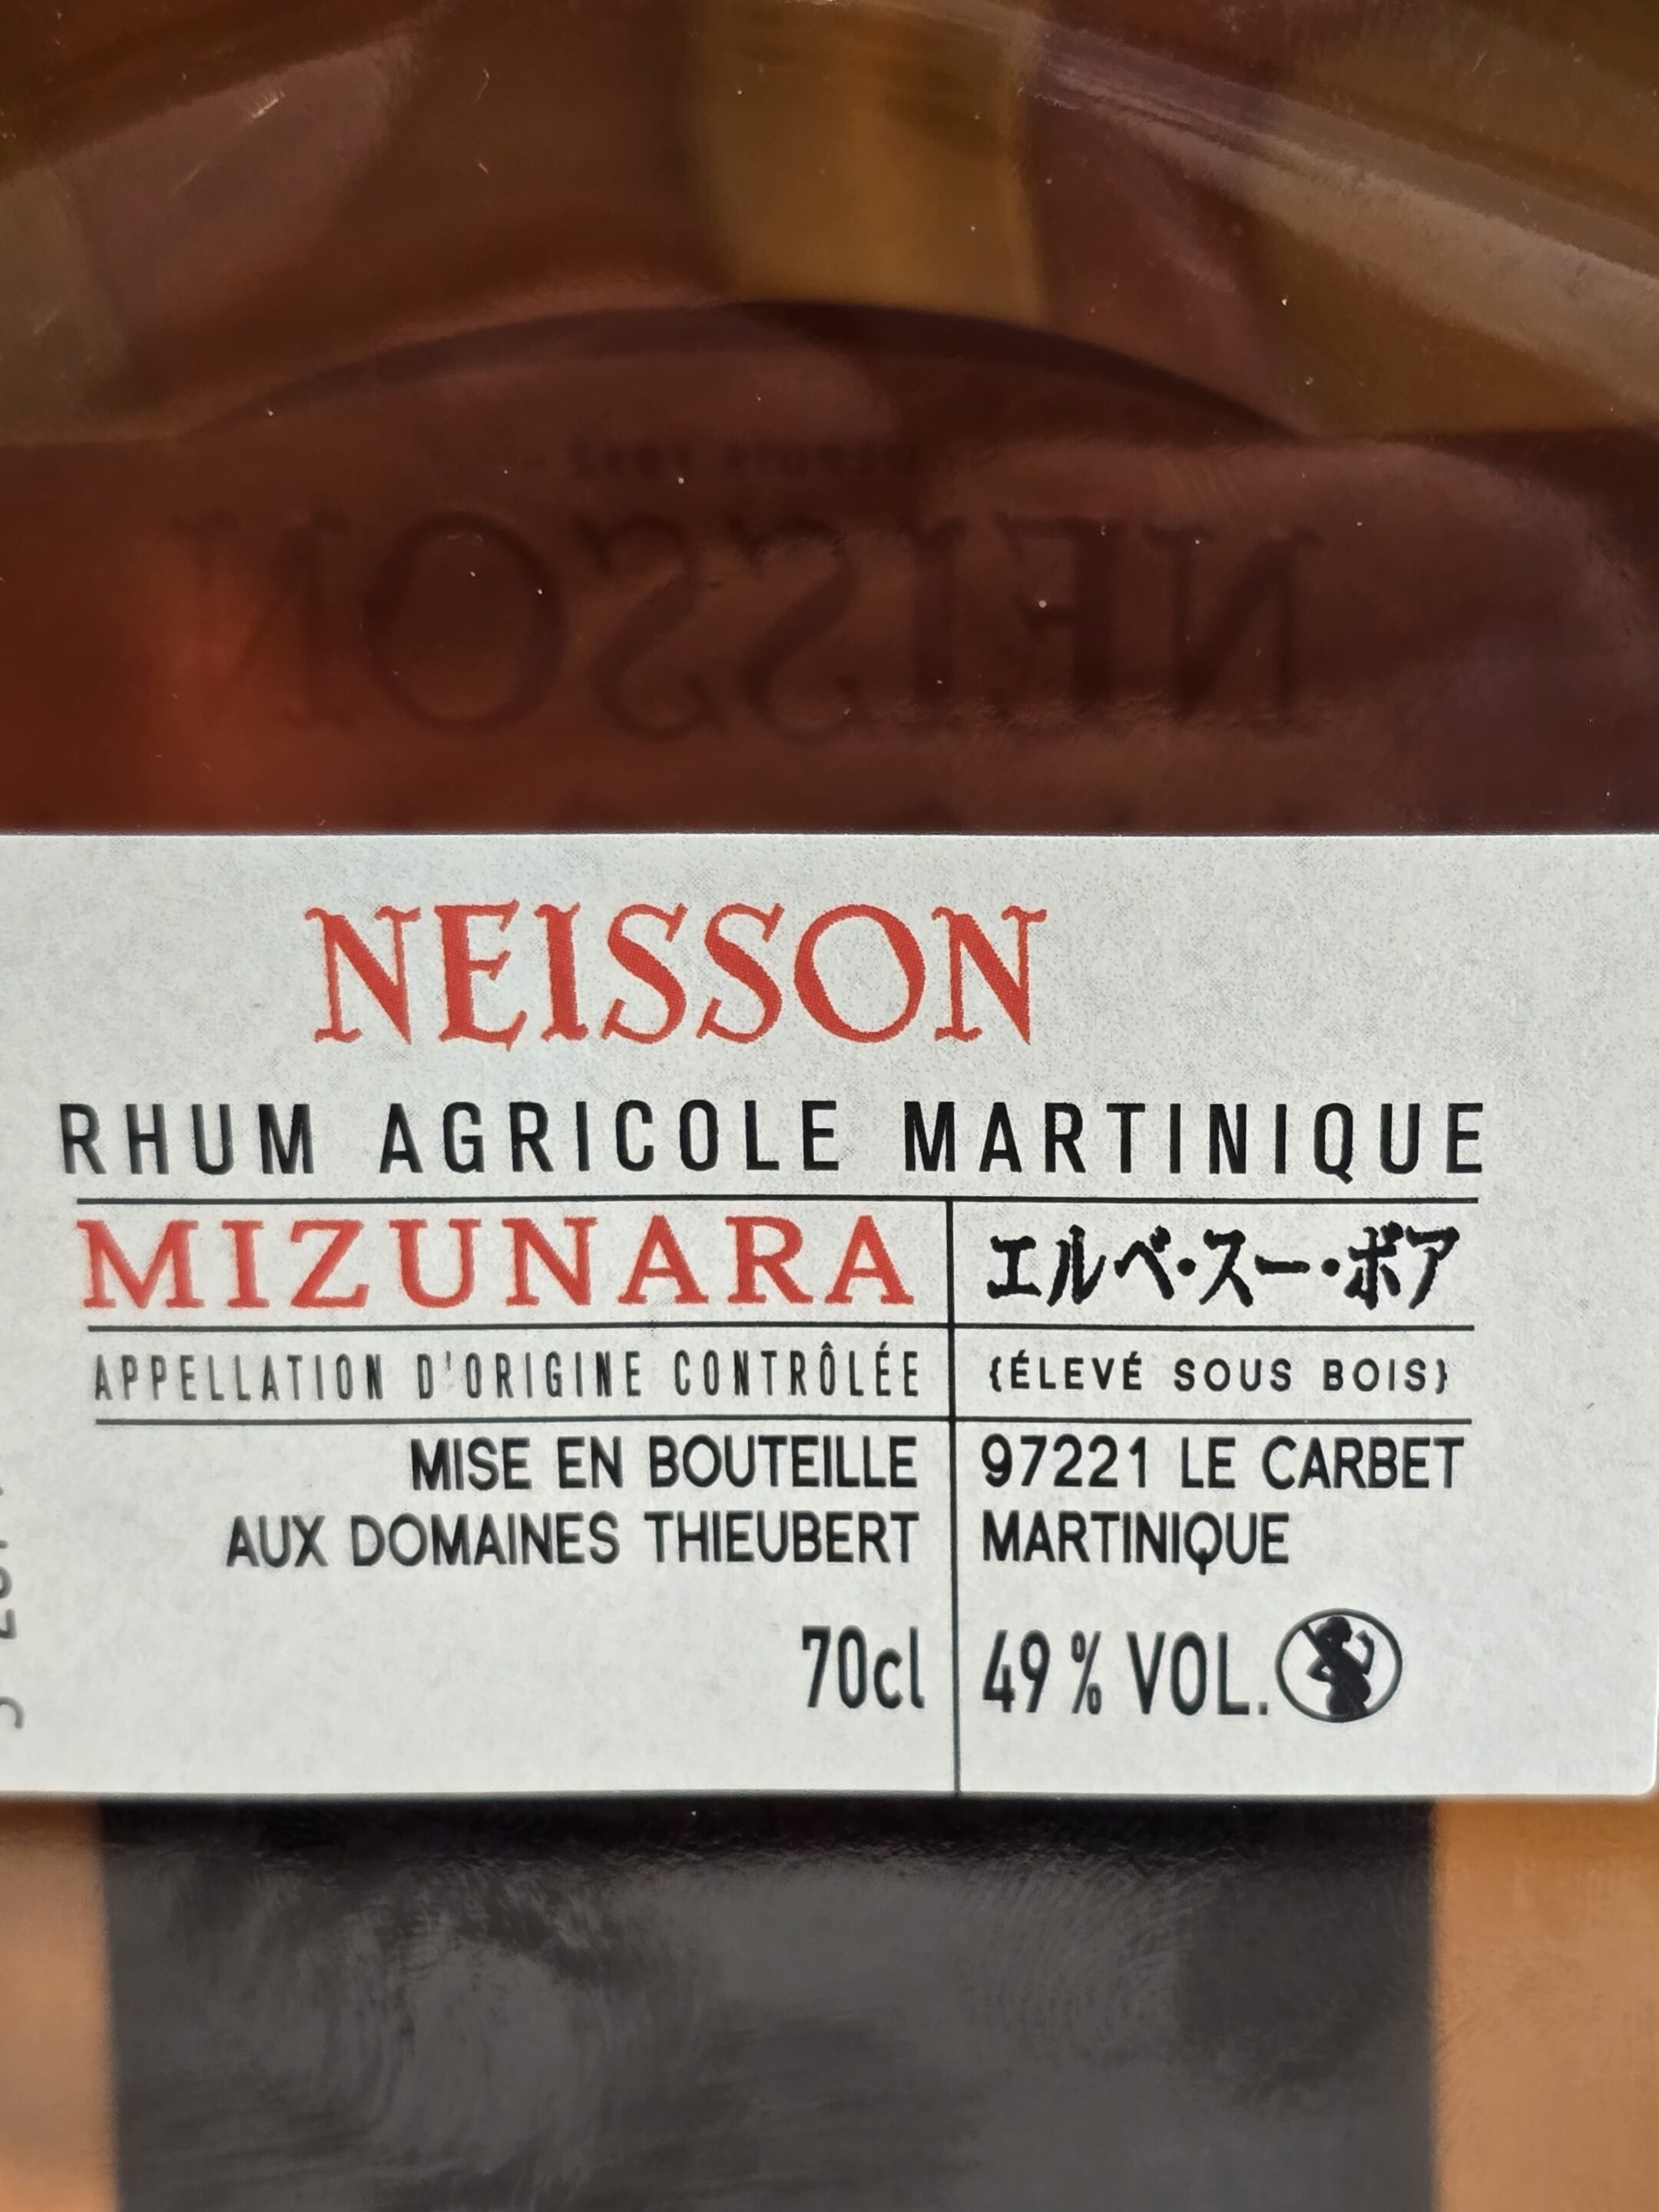 NEISSON
NEISSON
RHUM AGRICOLE MARTINIQUE
MIZUNARA エルベ・スー・ボア
APPELLATION D'ORIGINE CONTRÔLÉE {ÉLEVÉ SOUS BOIS}
MISE EN BOUTEILLE 97221 LE CARBET
AUX DOMAINES THIEUBERT MARTINIQUE
70cl 49 % VOL.